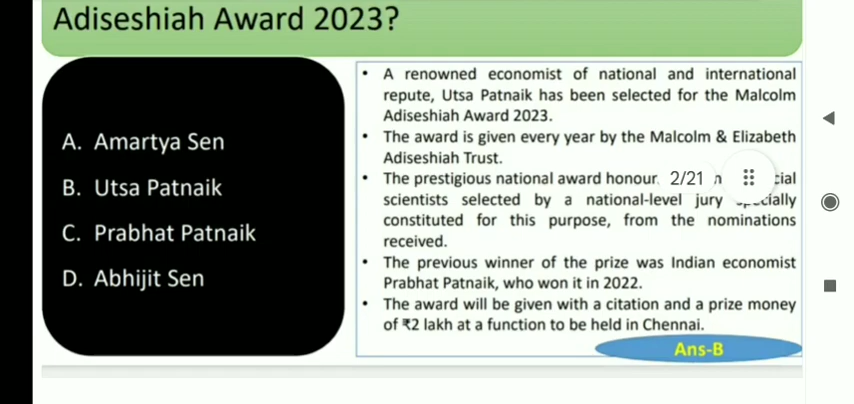 Adiseshiah Award 2023?
A. Amartya Sen
B. Utsa Patnaik
C. Prabhat Patnaik
D. Abhijit Sen
• A renowned economist of national and international
repute, Utsa Patnaik has been selected for the Malcolm
Adiseshiah Award 2023.
• The award is given every year by the Malcolm & Elizabeth
Adiseshiah Trust.
• The prestigious national award honour
2/21
scientists selected by a national-level jury specially
constituted for this purpose, from the nominations
received.
• The previous winner of the prize was Indian economist
Prabhat Patnaik, who won it in 2022.
• The award will be given with a citation and a prize money
of ₹2 lakh at a function to be held in Chennai.
Ans-B